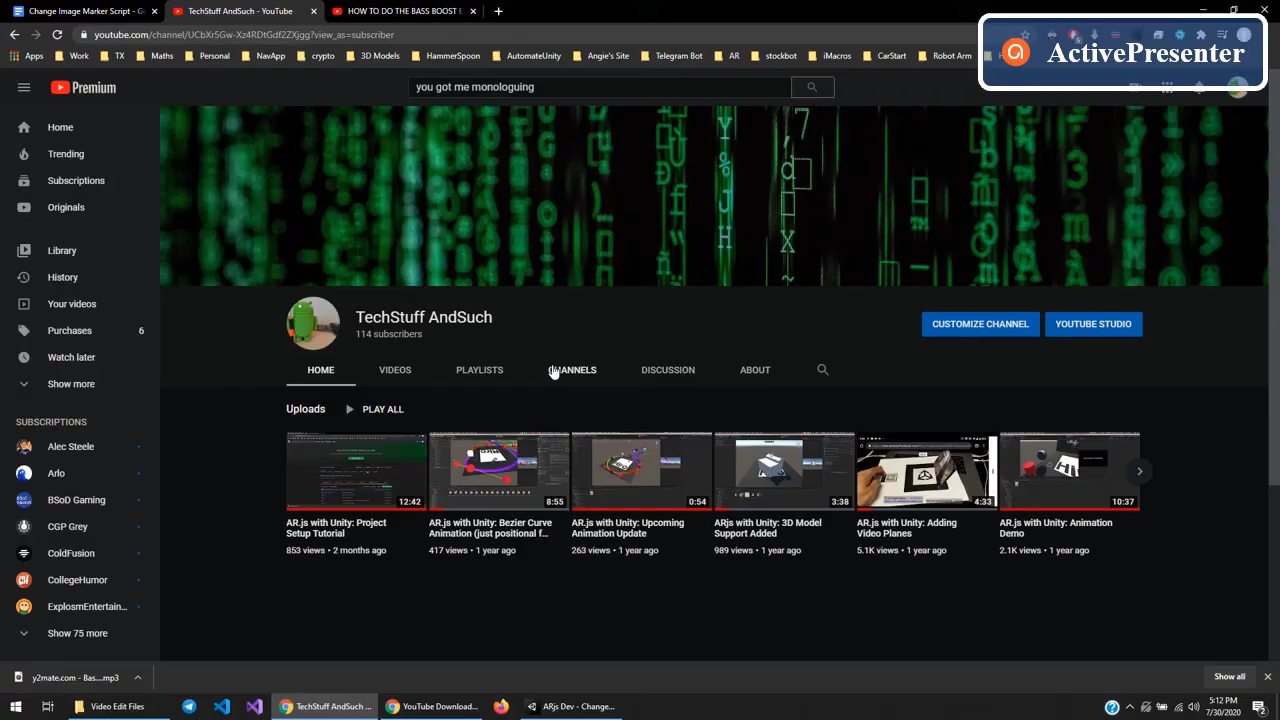 Change Image Marker Script - G
TechStuff AndSuch - YouTube
HOW TO DO THE BASS BOOST E
youtube.com/channel/UCbXr5Gw-Xz4RDtGdf2ZXjgg?view_as=subscriber
Apps
Work
TX
Maths
Personal
NavApp
crypto
3D Models
HammerSpace
AutomateUnity
Angie's Site
Telegram Bot
AR
stockbot
iMacros
CarStart
Robot Arm
ActivePresenter
Premium
you got me monologuing
Home
Trending
Subscriptions
Originals
Library
History
Your videos
Purchases 6
Watch later
Show more
SUBSCRIPTIONS
Alec Steele
Arlo
BSoD Gaming
CGP Grey
ColdFusion
CollegeHumor
ExplosmEntertain...
Show 75 more
TechStuff AndSuch
114 subscribers
CUSTOMIZE CHANNEL
YOUTUBE STUDIO
HOME VIDEOS PLAYLISTS CHANNELS DISCUSSION ABOUT
Uploads
PLAY ALL
12:42
8:55
0:54
3:38
4:33
10:37
AR.js with Unity: Project
Setup Tutorial
853 views • 2 months ago
AR.js with Unity: Bezier Curve
Animation (just positional f...
417 views • 1 year ago
AR.js with Unity: Upcoming
Animation Update
263 views • 1 year ago
ARjs with Unity: 3D Model
Support Added
989 views • 1 year ago
AR.js with Unity: Adding
Video Planes
5.1K views • 1 year ago
AR.js with Unity: Animation
Demo
2.1K views • 1 year ago
y2mate.com - Bas....mp3
Show all
Video Edit Files
TechStuff AndSuch ...
YouTube Download...
ARjs Dev - Change...
5:12 PM
7/30/2020
2